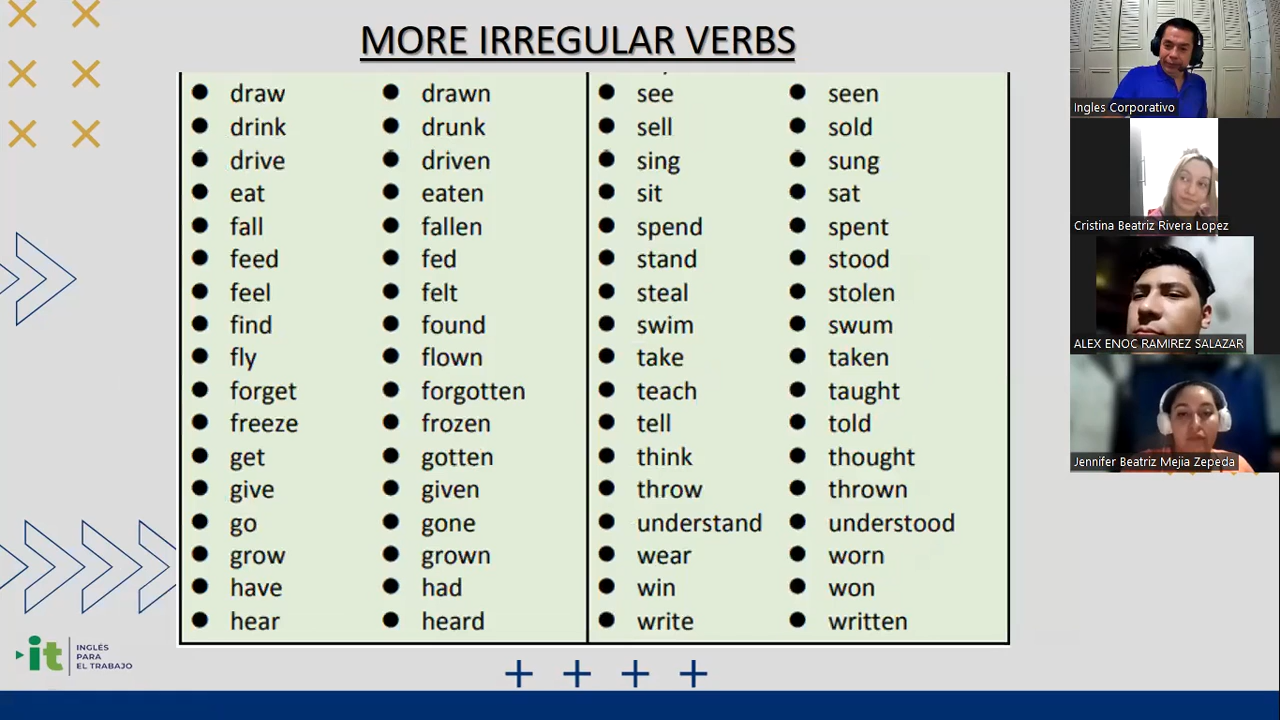 MORE IRREGULAR VERBS
draw drawn see seen
drink drunk sell sold
drive driven sing sung
eat eaten sit sat
fall fallen spend spent
feed fed stand stood
feel felt steal stolen
find found swim swum
fly flown take taken
forget forgotten teach taught
freeze frozen tell told
get gotten think thought
give given throw thrown
go gone understand understood
grow grown wear worn
have had win won
hear heard write written
it
INGLÉS
PARA
EL TRABAJO
Ingles Corporativo
Cristina Beatriz Rivera Lopez
ALEX ENOC RAMIREZ SALAZAR
Jennifer Beatriz Mejia Zepeda